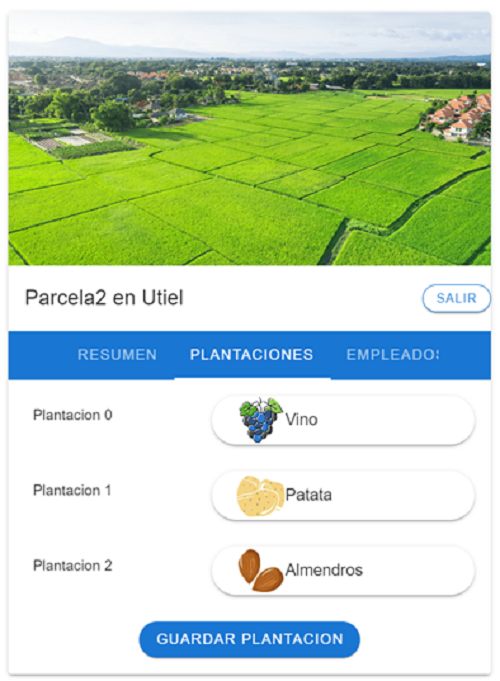 Parcela2 en Utiel
SALIR
RESUMEN PLANTACIONES EMPLEADOS
Plantacion 0 Vino
Plantacion 1 Patata
Plantacion 2 Almendros
GUARDAR PLANTACION